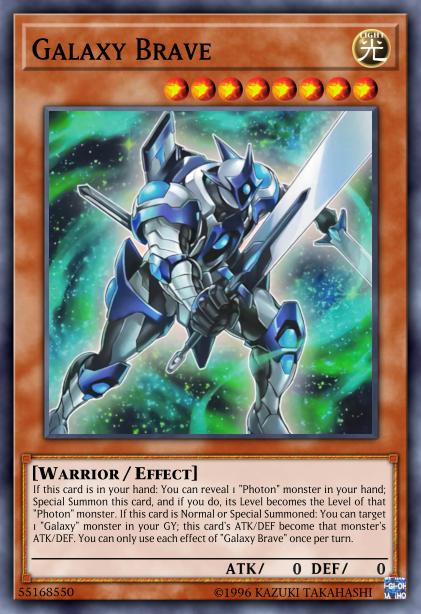 GALAXY BRAVE
LIGHT
光
[WARRIOR / EFFECT]
If this card is in your hand: You can reveal 1 "Photon" monster in your hand;
Special Summon this card, and if you do, its Level becomes the Level of that
"Photon" monster. If this card is Normal or Special Summoned: You can target
1 "Galaxy" monster in your GY; this card's ATK/DEF become that monster's
ATK/DEF. You can only use each effect of "Galaxy Brave" once per turn.
ATK/ 0 DEF/ 0
55168550 ©1996 KAZUKI TAKAHASHI